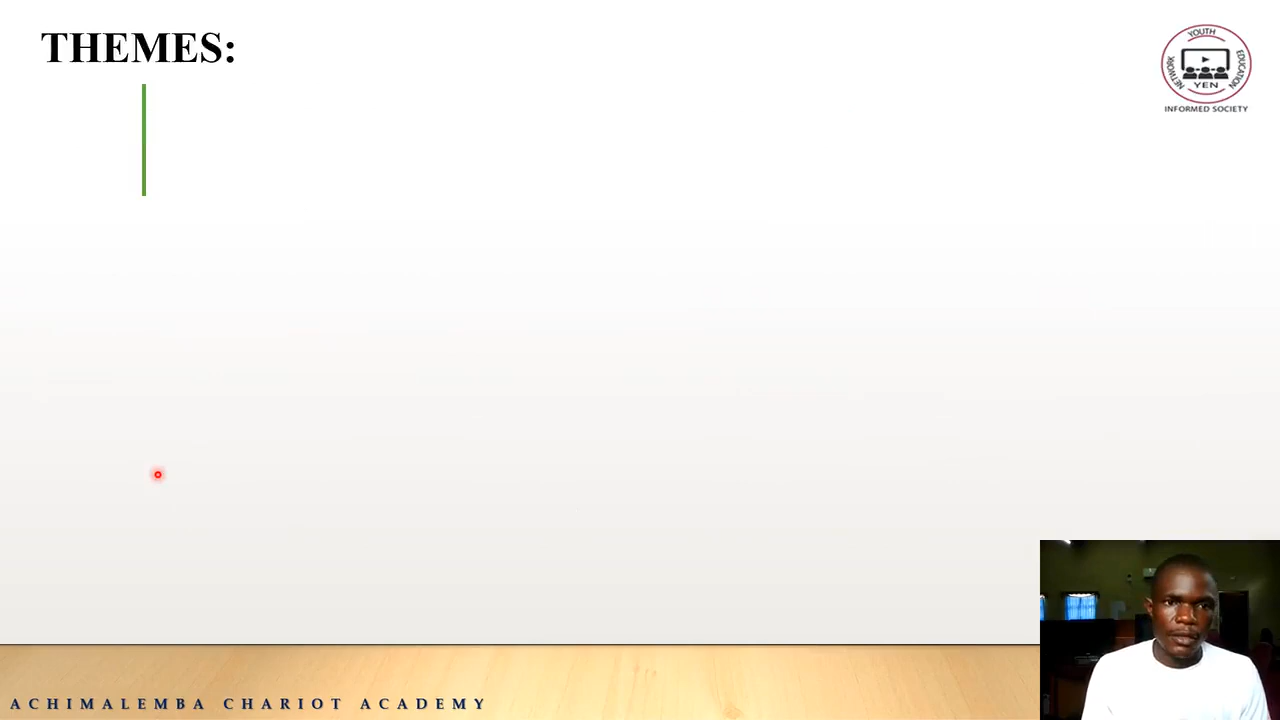 THEMES:
YOUTH
EDUCATION
NETWORK
YEN
INFORMED SOCIETY
ACHIMALEMBA CHARIOT ACADEMY